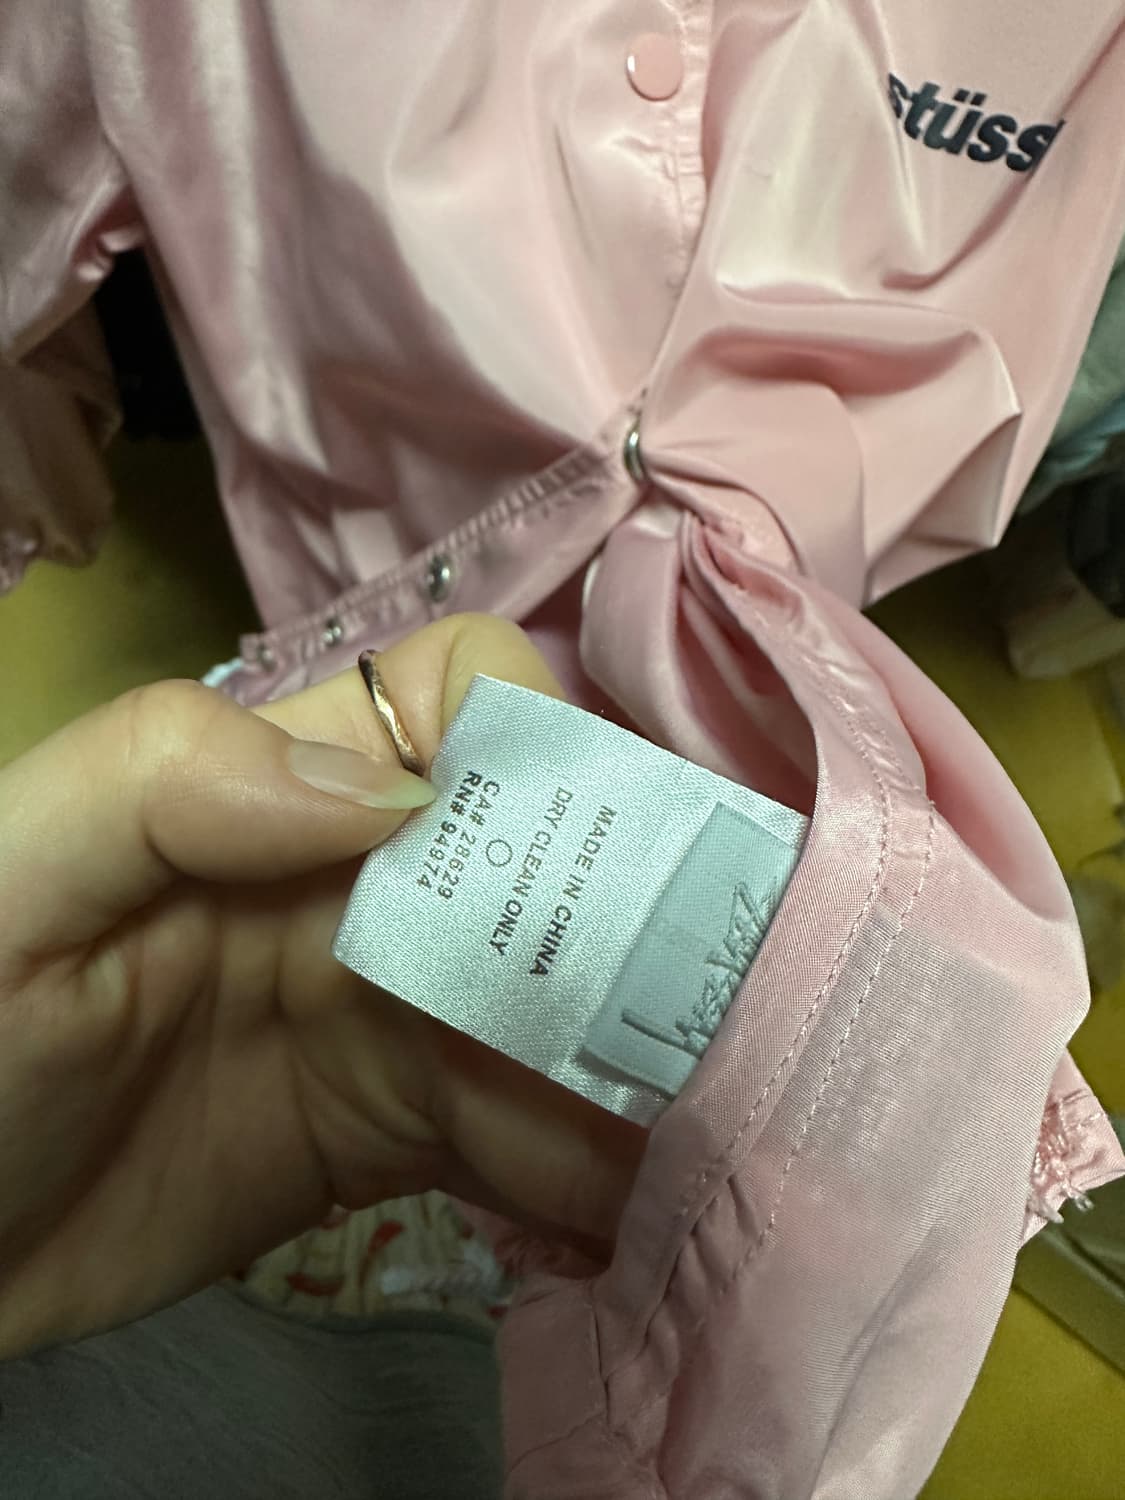 stüss
MADE IN CHINA
DRY CLEAN ONLY
CA# 28629
RN# 94974